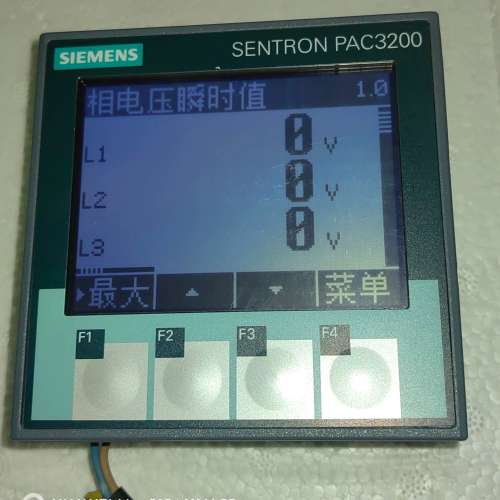 SIEMENS
SENTRON PAC3200
相电压瞬时值 1.0
L1 0 V
L2 0 V
L3 0 V
最大 菜单
F1 F2 F3 F4